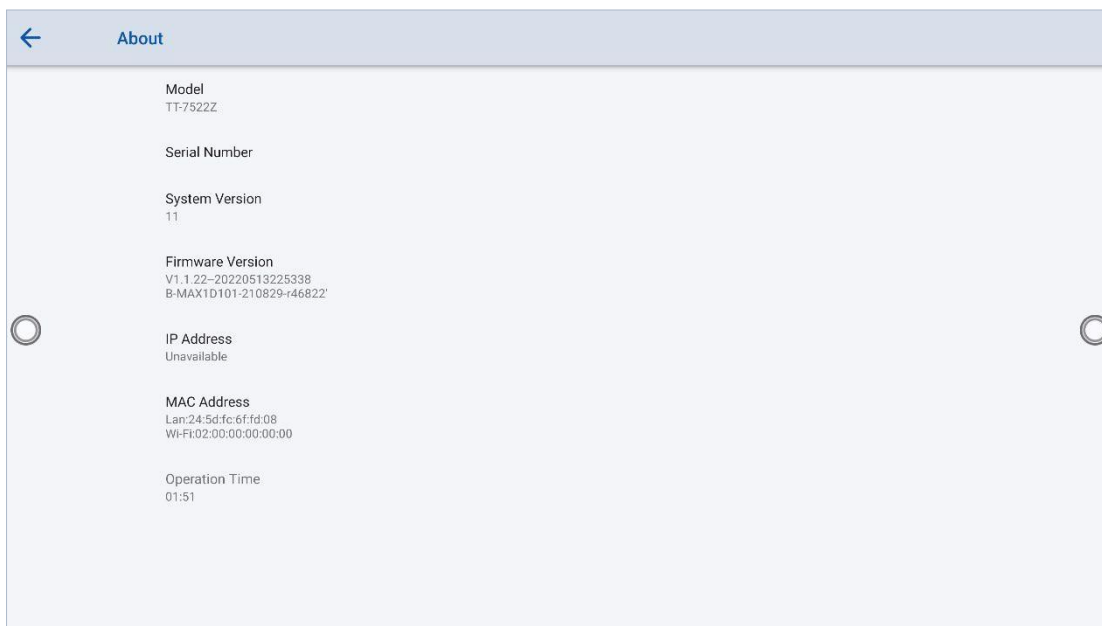 About
Model
TT-7522Z
Serial Number
System Version
11
Firmware Version
V1.1.22–20220513225338
B-MAX1D101-210829-r46822'
IP Address
Unavailable
MAC Address
Lan:24:5d:fc:6f:fd:08
Wi-Fi:02:00:00:00:00:00
Operation Time
01:51